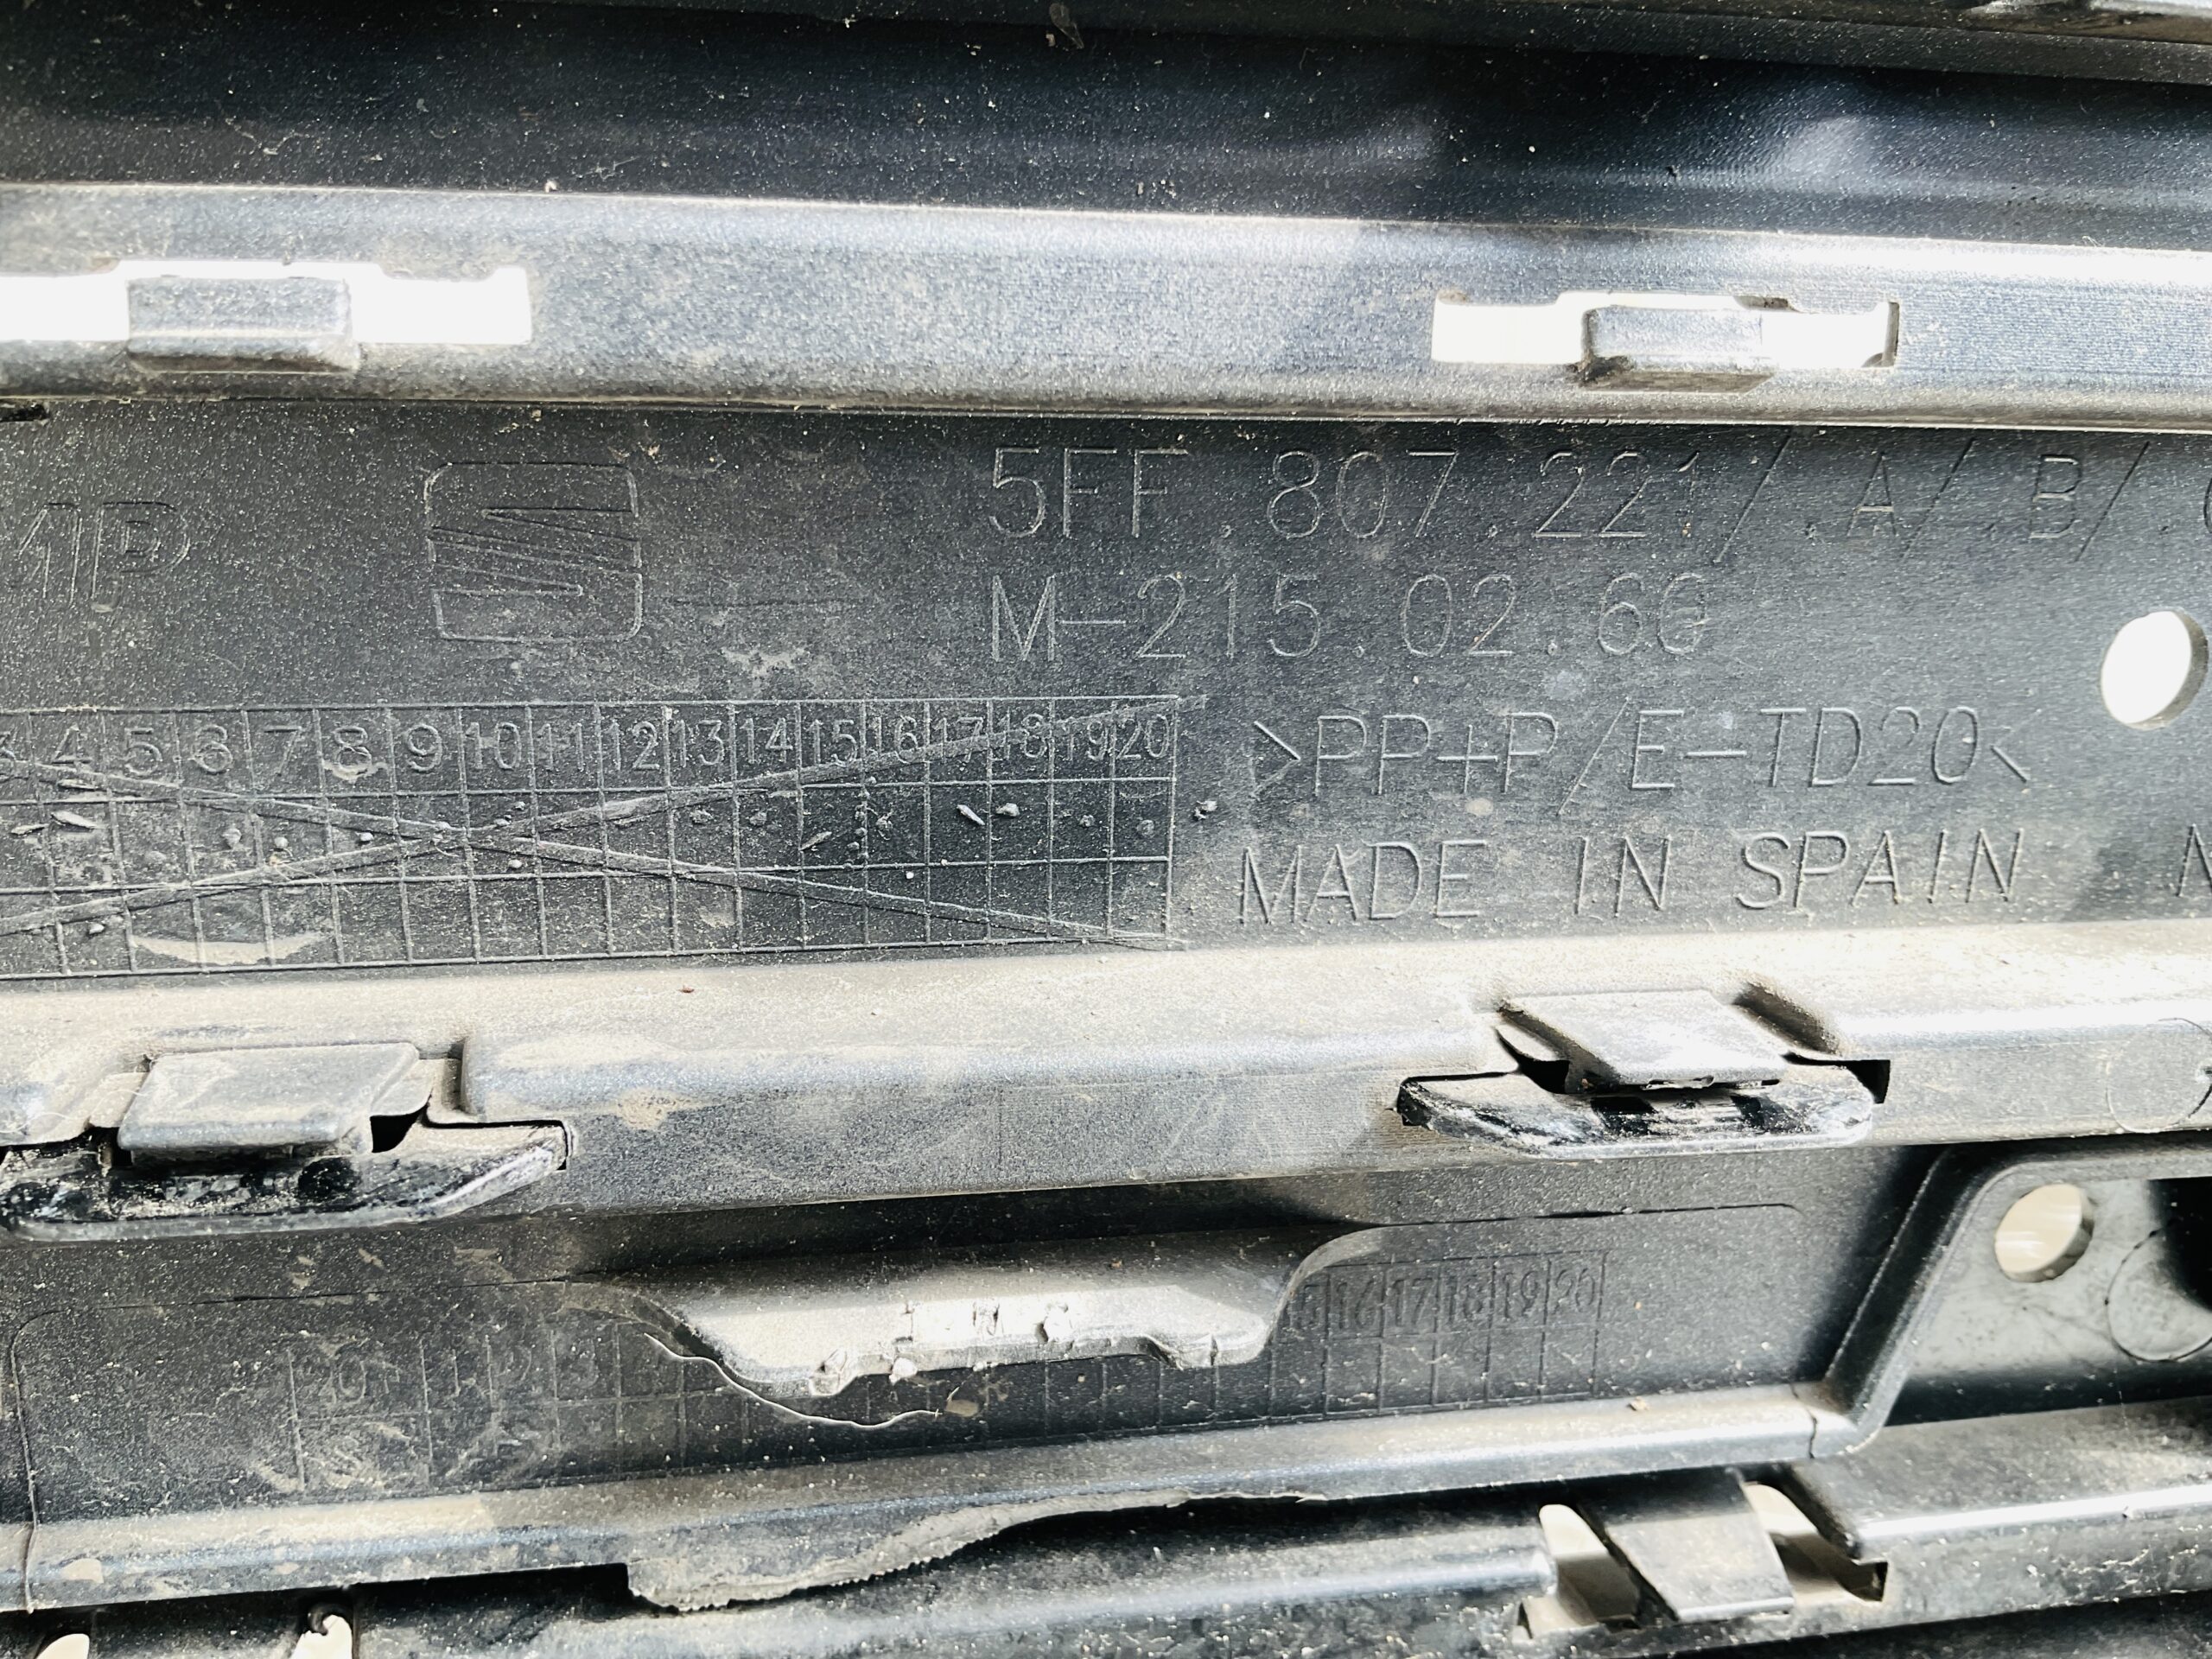 5FF.807.221/.A/.B/.
M-215.02.60
4 5 6 7 8 9 10 11 12 13 14 15 16 17 18 19 20
>PP+P/E-TD20<
MADE IN SPAIN
16 17 18 19 20